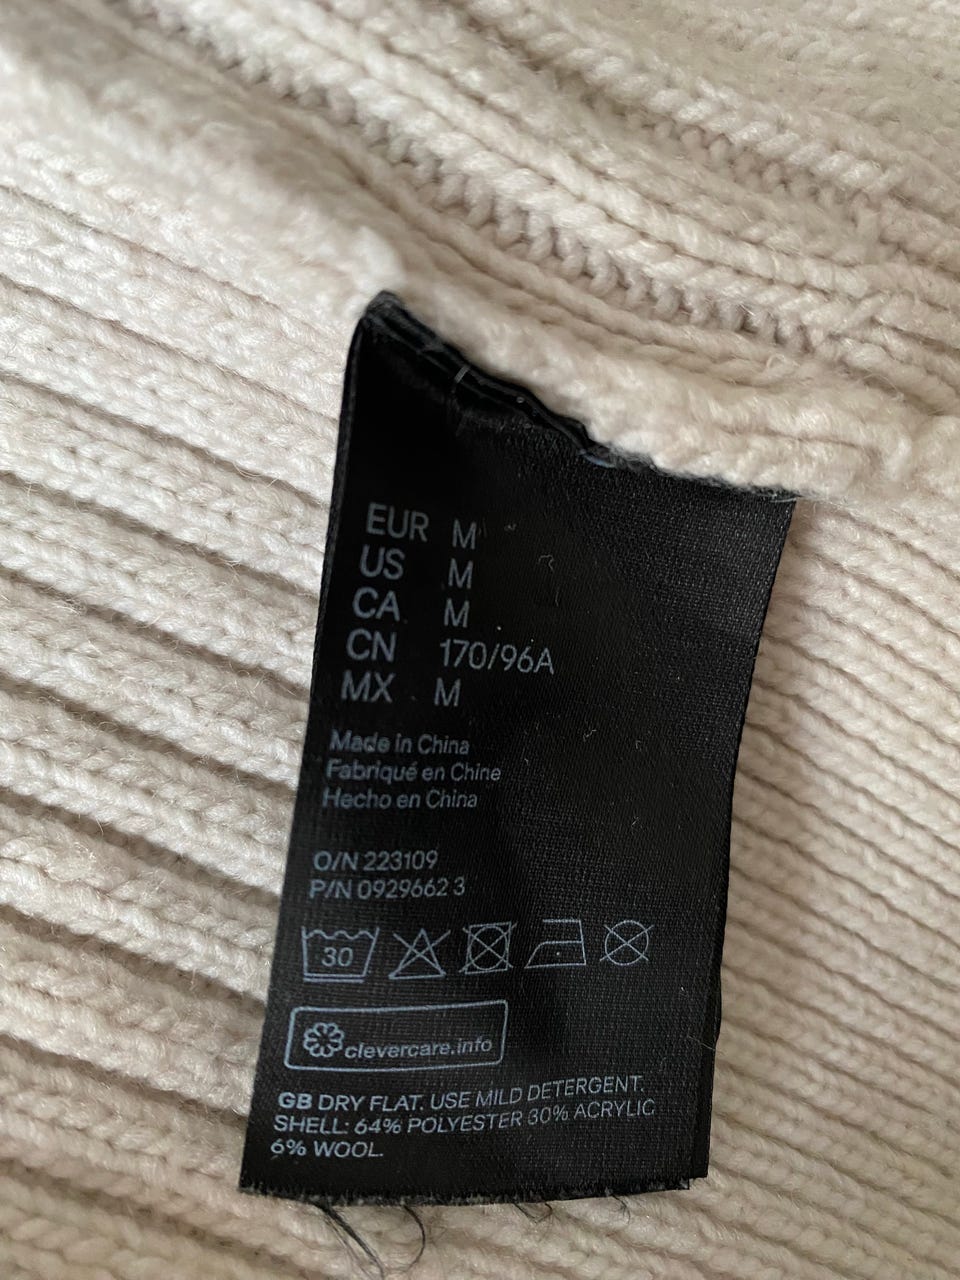 EUR M
US M
CA M
CN 170/96A
MX M
Made in China
Fabriqué en Chine
Hecho en China
O/N 223109
P/N 0929662 3
30
clevercare.info
GB DRY FLAT. USE MILD DETERGENT.
SHELL: 64% POLYESTER 30% ACRYLIC
6% WOOL.